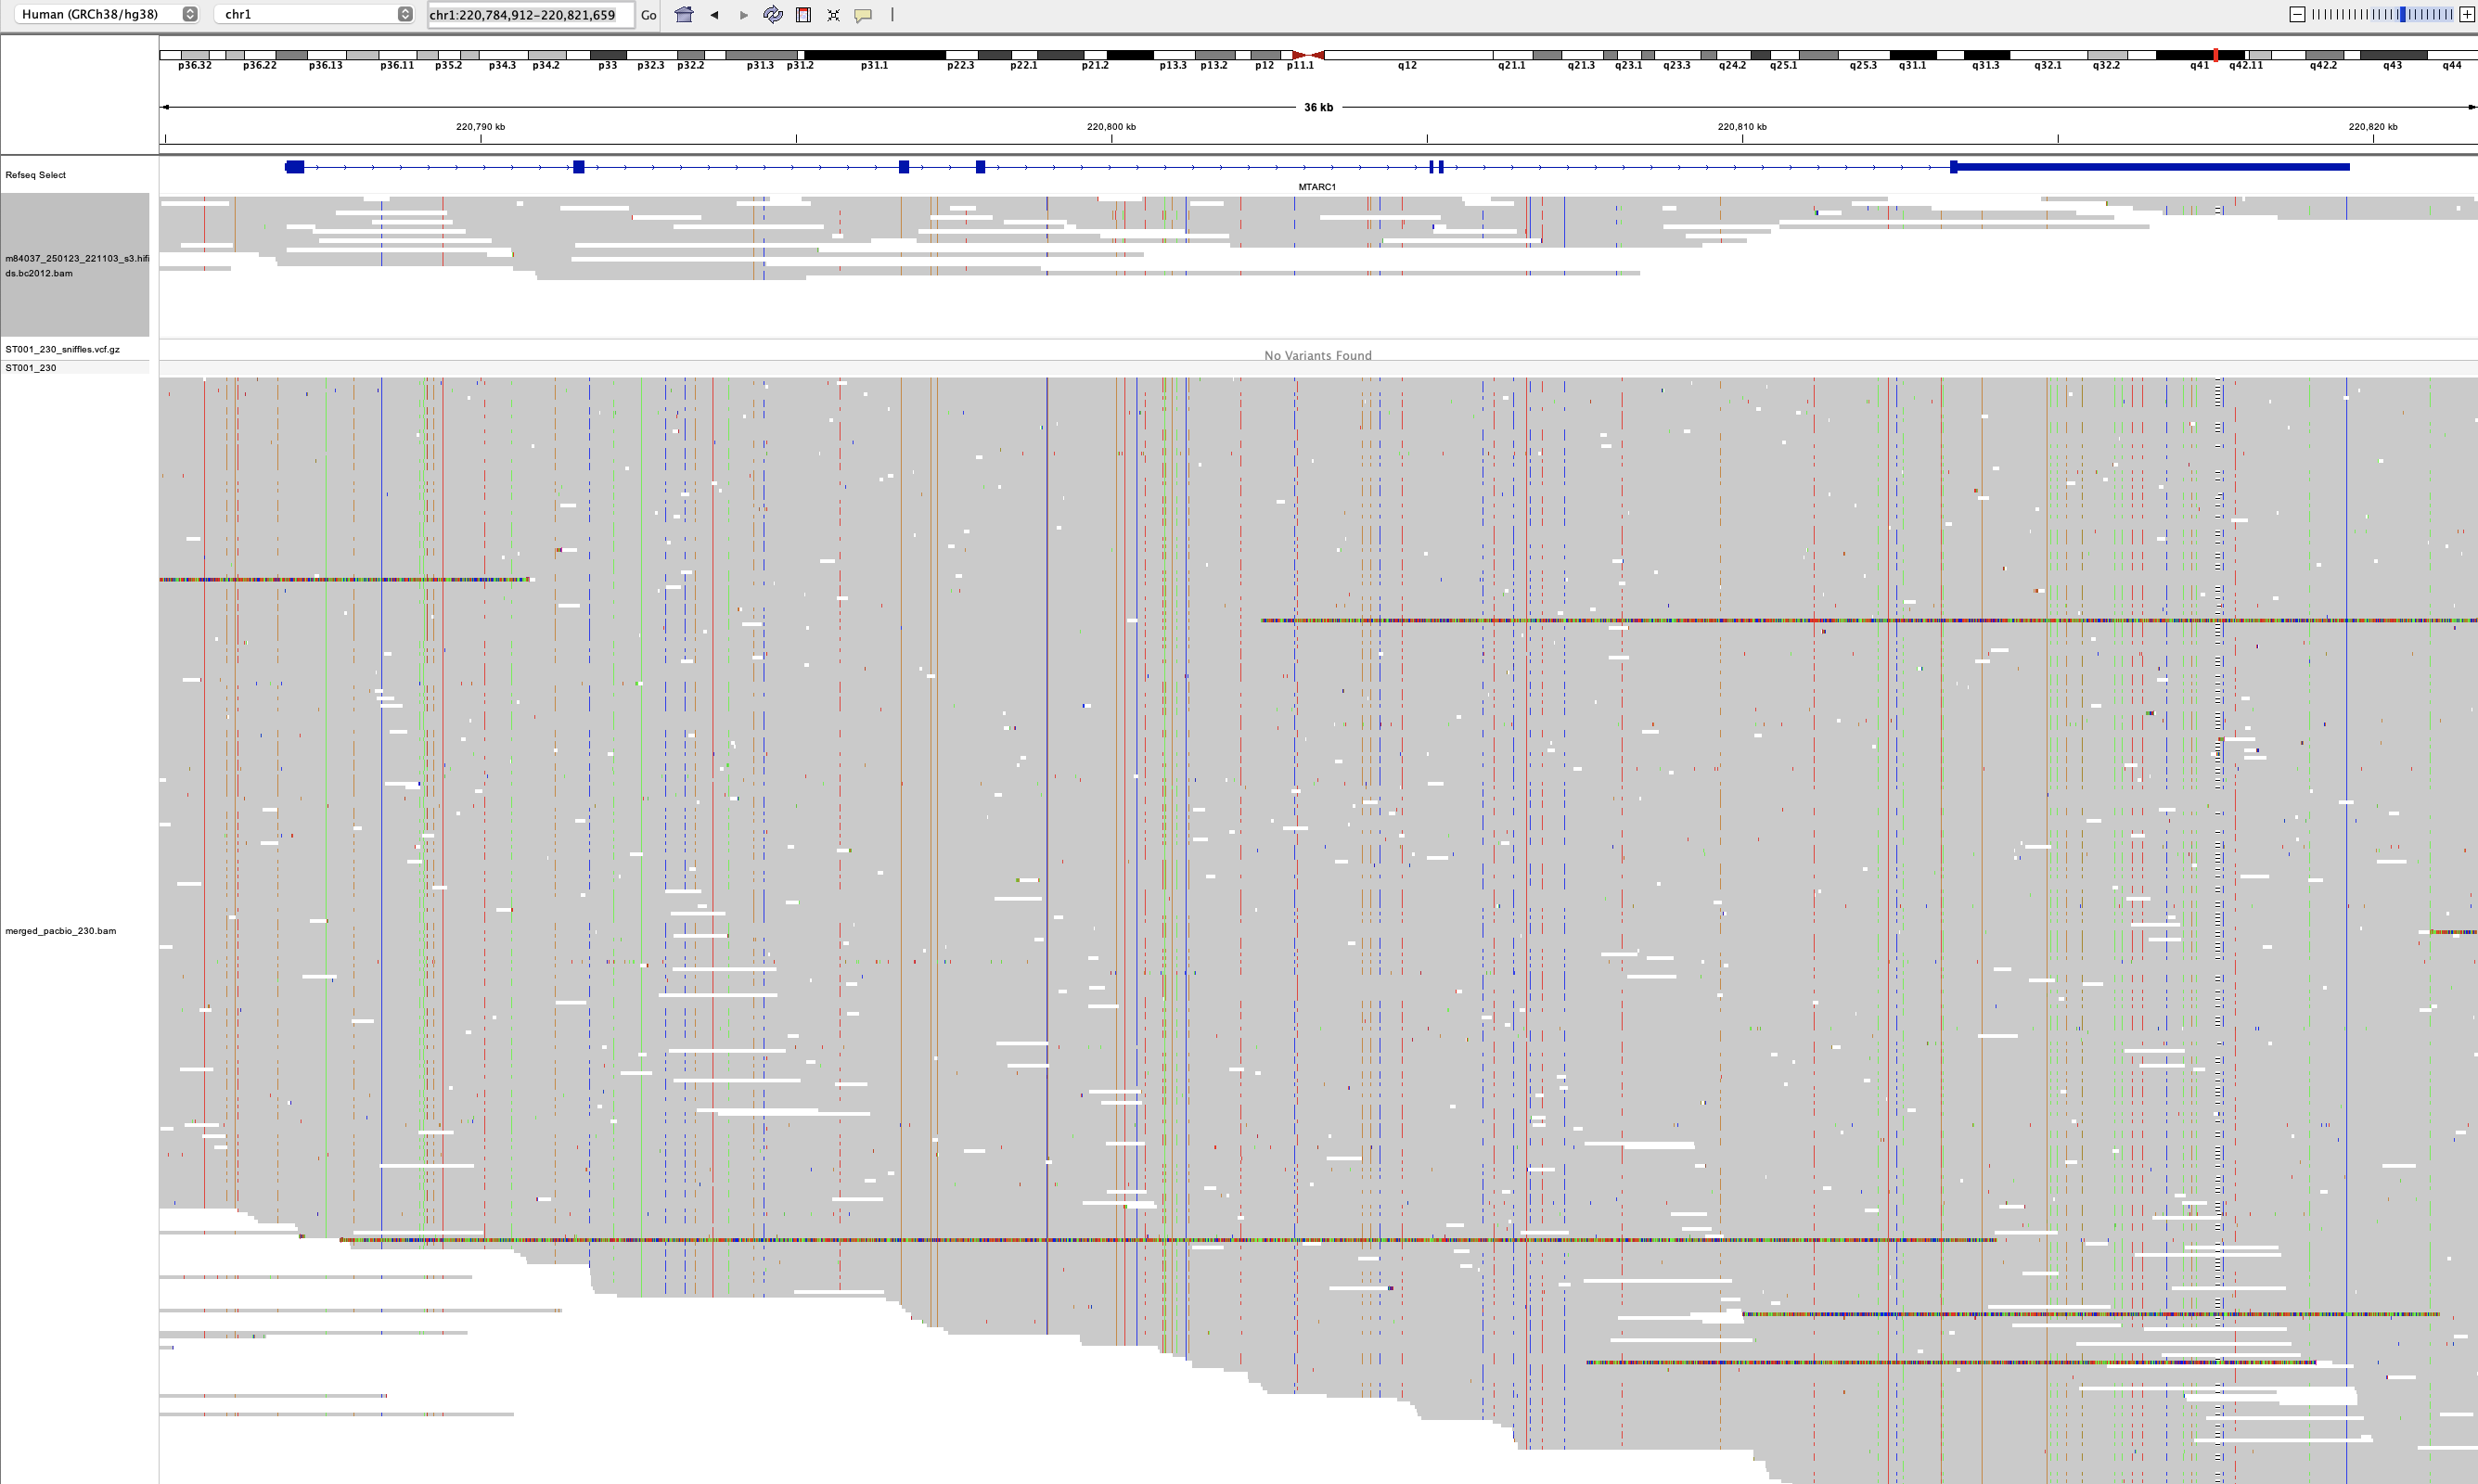 Human (GRCh38/hg38) chr1 chr1:220,784,912-220,821,659 Go
p36.32 p36.22 p36.13 p36.11 p35.2 p34.3 p34.2 p33 p32.3 p32.2 p31.3 p31.2 p31.1 p22.3 p22.1 p21.2 p13.3 p13.2 p12 p11.1 q12 q21.1 q21.3 q23.1 q23.3 q24.2 q25.1 q25.3 q31.1 q31.3 q32.1 q32.2 q41 q42.11 q42.2 q43 q44
36 kb
220,790 kb 220,800 kb 220,810 kb 220,820 kb
Refseq Select
MTARC1
m84037_250123_221103_s3.hifi
ds.bc2012.bam
ST001_230_sniffles.vcf.gz
No Variants Found
ST001_230
merged_pacbio_230.bam